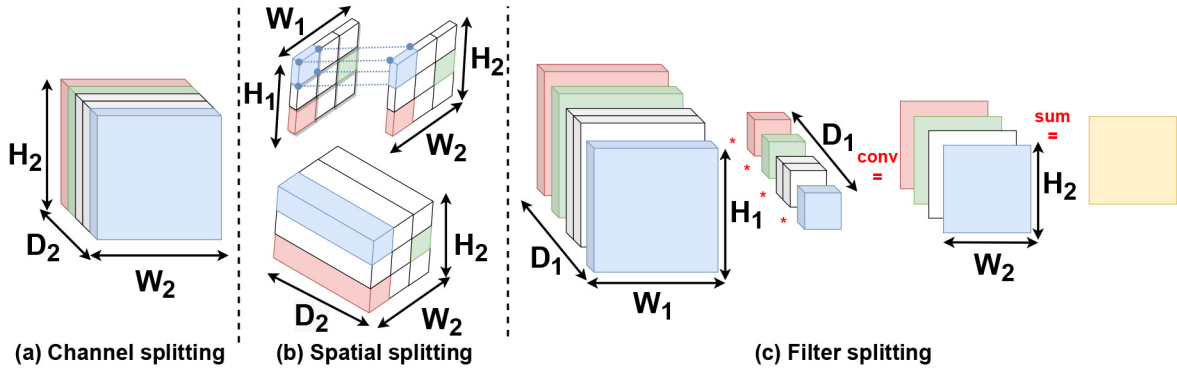 H2
D2
W2
(a) Channel splitting
W1
H1
H2
W2
H2
D2
W2
(b) Spatial splitting
D1
W1
H1
*
*
*
*
D1
conv
=
H2
W2
sum
=
(c) Filter splitting